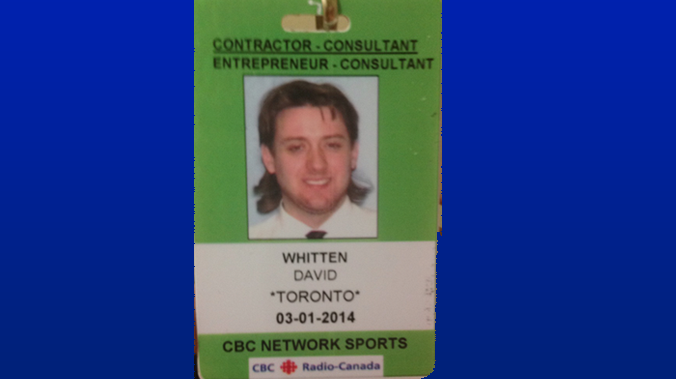 CONTRACTOR - CONSULTANT
ENTREPRENEUR - CONSULTANT
WHITTEN
DAVID
*TORONTO*
03-01-2014
CBC NETWORK SPORTS
CBC Radio-Canada